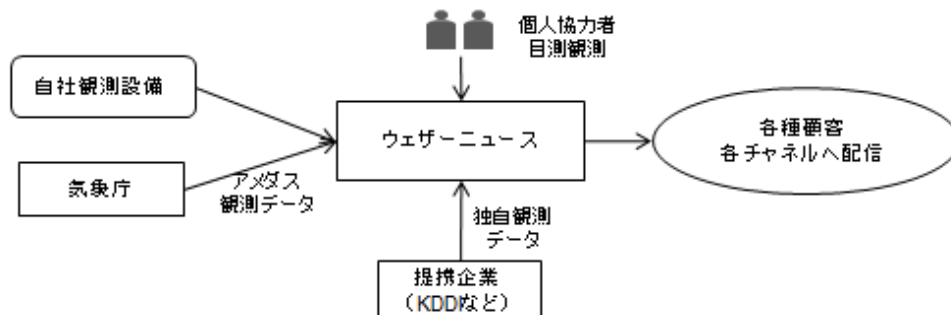 個人協力者
目測観測
自社観測設備
ウェザーニュース
各種顧客
各チャネルへ配信
気象庁
アメダス
観測データ
独自観測
データ
提携企業
（KDDIなど）